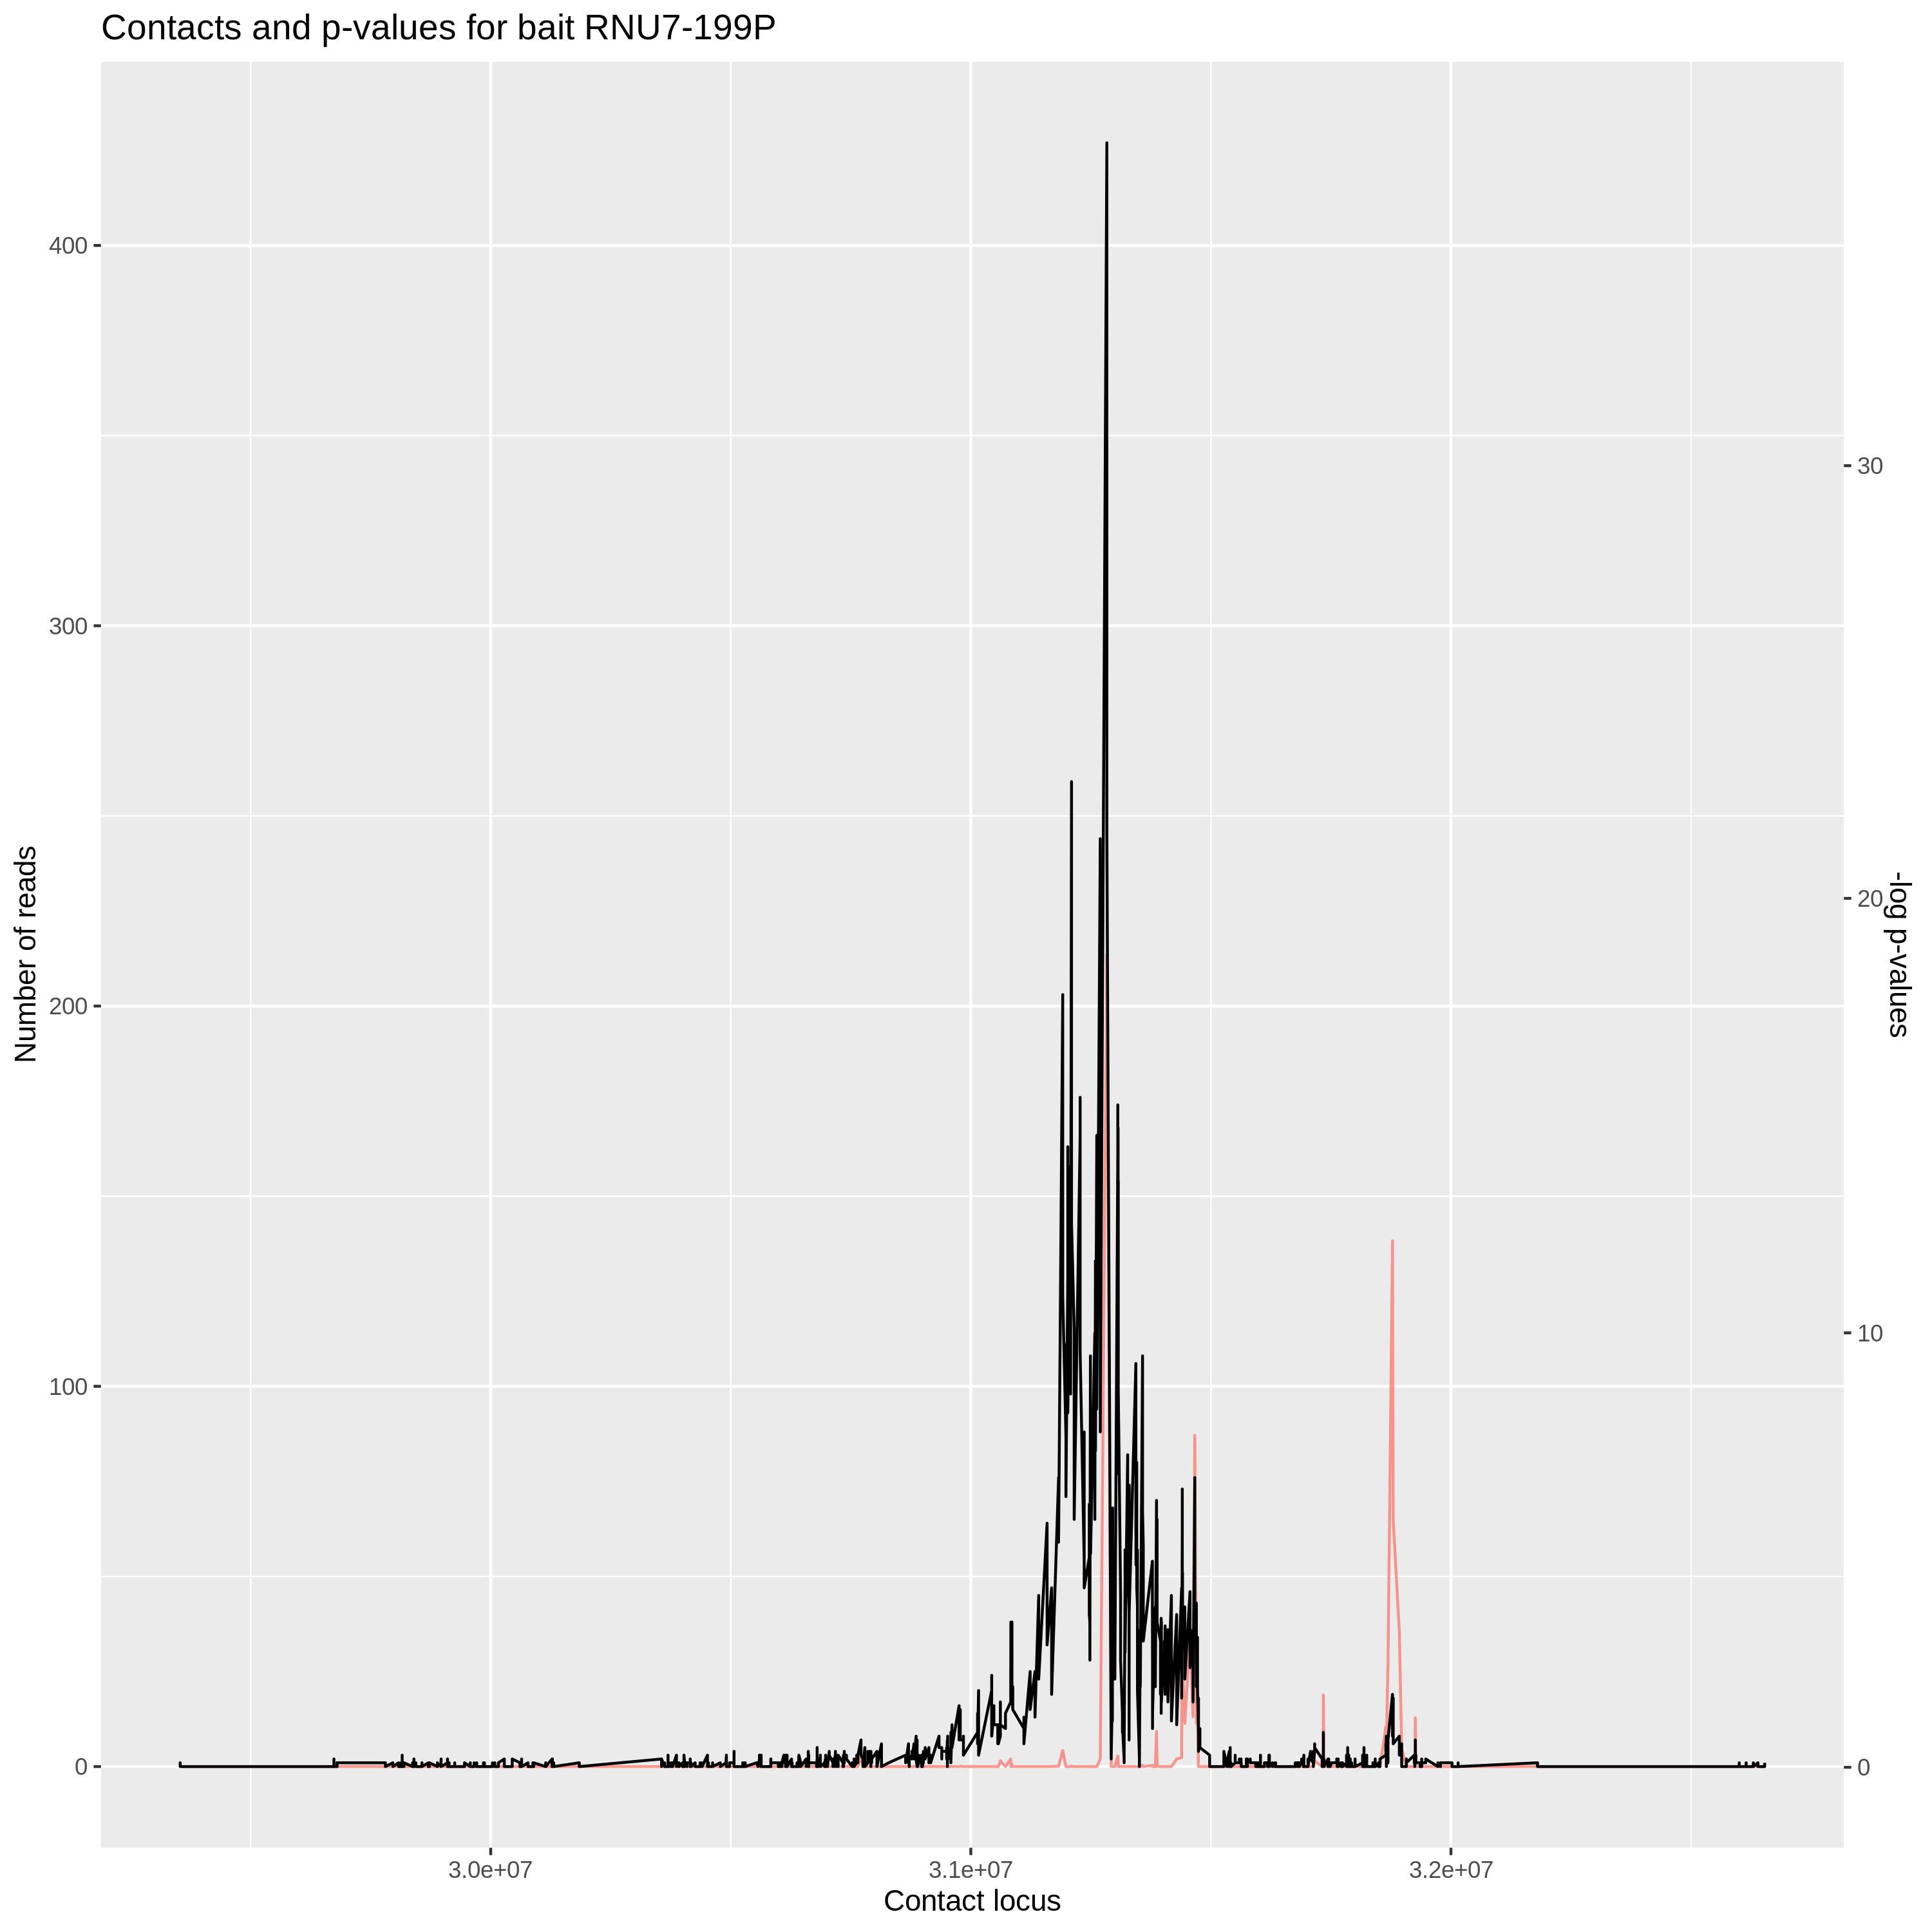 Contacts and p-values for bait RNU7-199P
400
300
200
100
0
Number of reads
30
20
10
0
-log p-values
3.0e+07 3.1e+07 3.2e+07
Contact locus